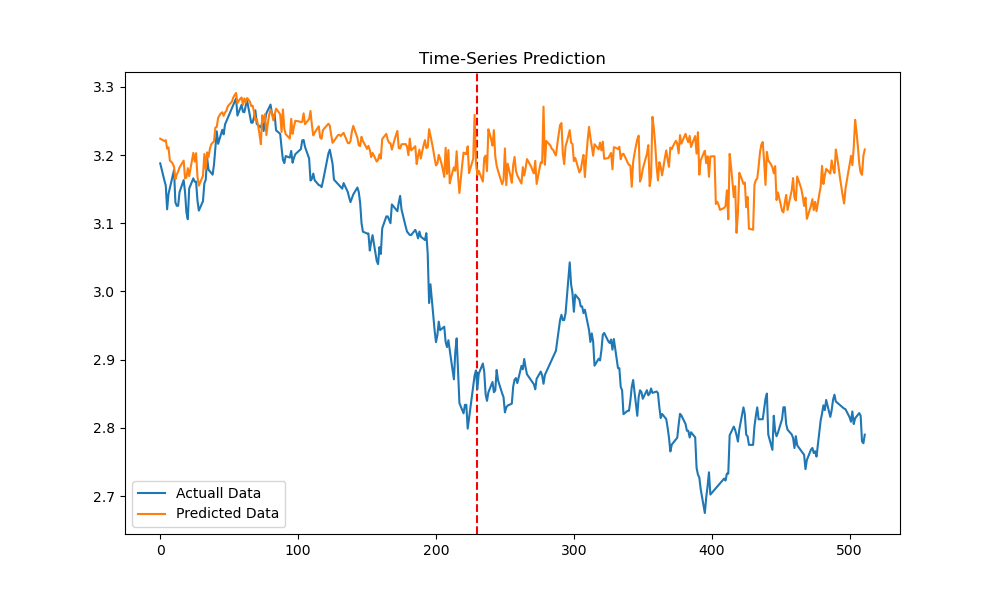 Time-Series Prediction
3.3
3.2
3.1
3.0
2.9
2.8
2.7
Actuall Data
Predicted Data
0 100 200 300 400 500